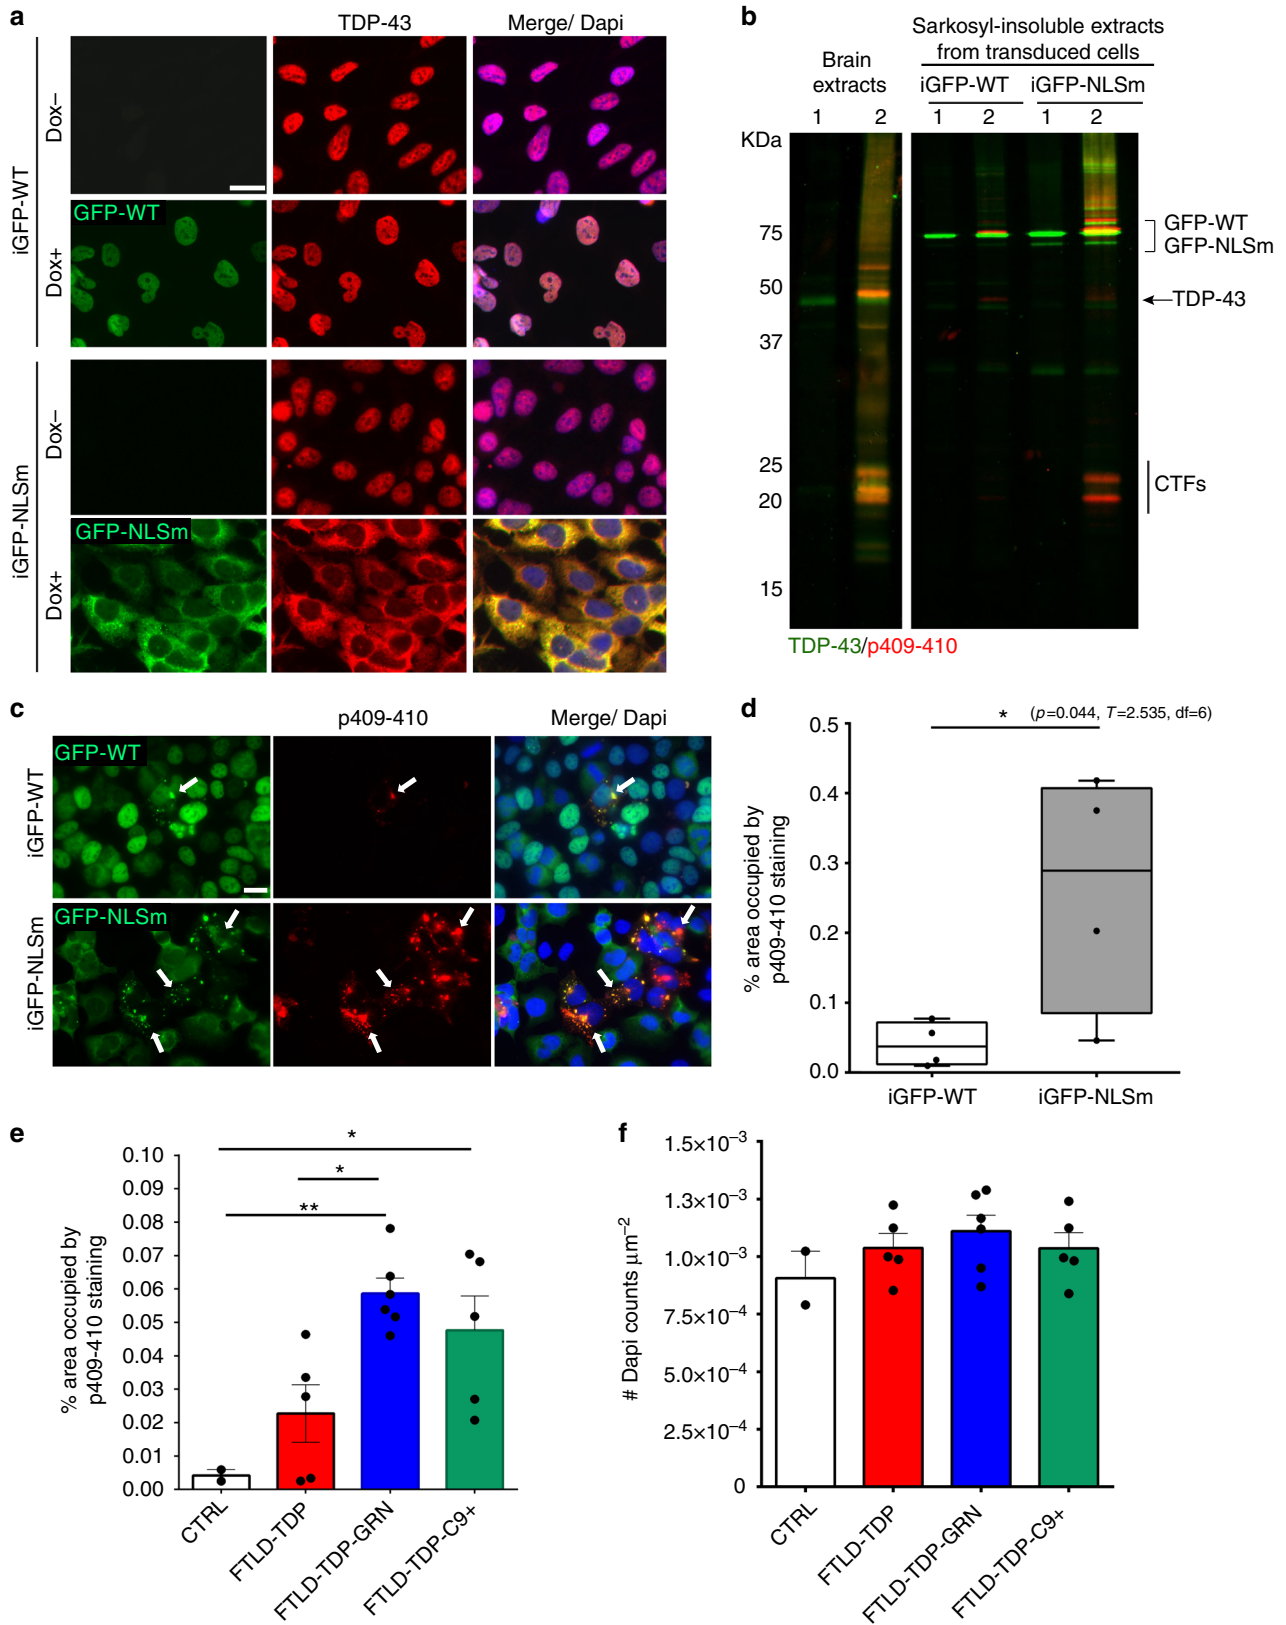 a
TDP-43
Merge/ Dapi
iGFP-WT
Dox–
Dox+
GFP-WT
iGFP-NLSm
Dox–
Dox+
GFP-NLSm
b
Brain
extracts
Sarkosyl-insoluble extracts
from transduced cells
iGFP-WT
iGFP-NLSm
1
2
1
2
1
2
KDa
75
50
37
25
20
15
GFP-WT
GFP-NLSm
TDP-43
CTFs
TDP-43/p409-410
c
p409-410
Merge/ Dapi
iGFP-WT
GFP-WT
iGFP-NLSm
GFP-NLSm
d
* (p=0.044, T=2.535, df=6)
% area occupied by
p409-410 staining
0.5
0.4
0.3
0.2
0.1
0.0
iGFP-WT
iGFP-NLSm
e
% area occupied by
p409-410 staining
0.10
0.09
0.08
0.07
0.06
0.05
0.04
0.03
0.02
0.01
0.00
*
*
**
CTRL
FTLD-TDP
FTLD-TDP-GRN
FTLD-TDP-C9+
f
# Dapi counts µm⁻²
1.5×10⁻³
1.3×10⁻³
1.0×10⁻³
7.5×10⁻⁴
5.0×10⁻⁴
2.5×10⁻⁴
0
CTRL
FTLD-TDP
FTLD-TDP-GRN
FTLD-TDP-C9+